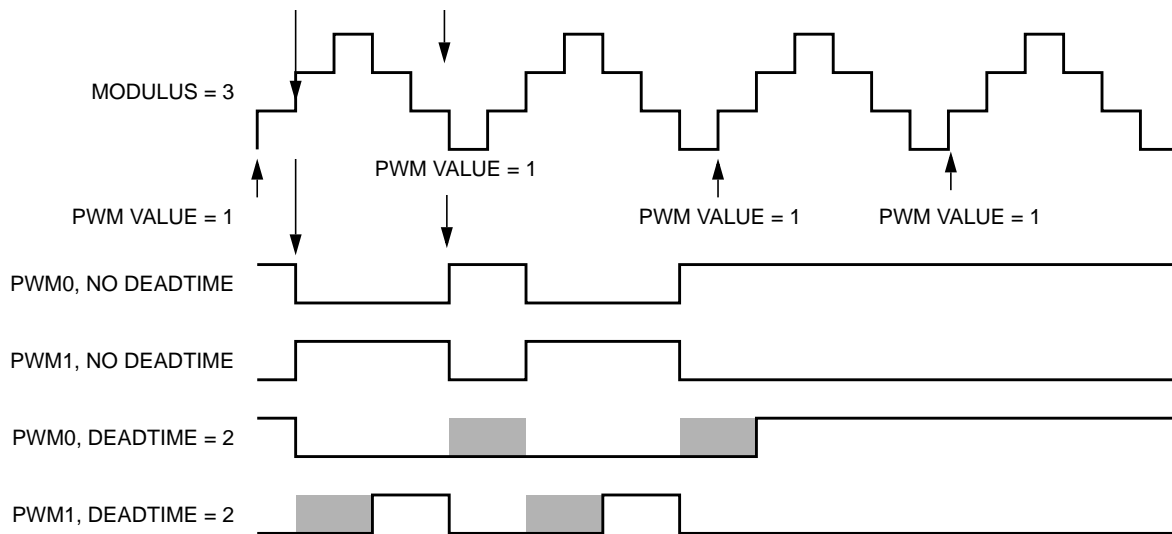 MODULUS = 3
PWM VALUE = 1
PWM VALUE = 1
PWM VALUE = 1
PWM VALUE = 1
PWM0, NO DEADTIME
PWM1, NO DEADTIME
PWM0, DEADTIME = 2
PWM1, DEADTIME = 2